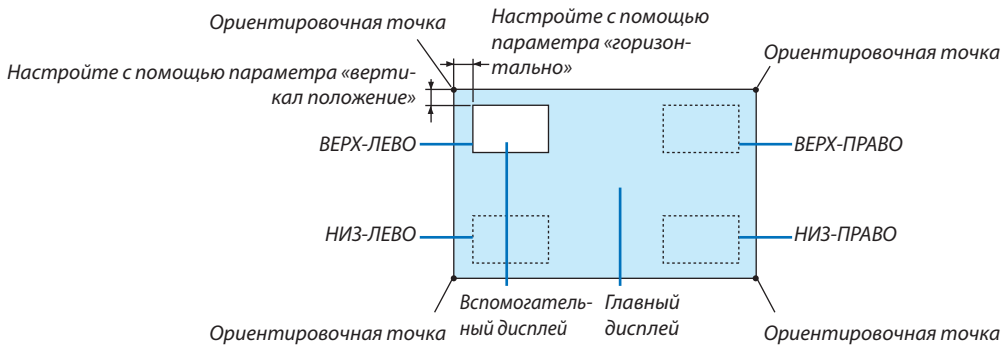 Ориентировочная точка
Настройте с помощью
параметра «горизон-
тально»
Ориентировочная точка
Настройте с помощью параметра «верти-
кал положение»
ВЕРХ-ЛЕВО
ВЕРХ-ПРАВО
НИЗ-ЛЕВО
НИЗ-ПРАВО
Ориентировочная точка
Вспомогатель-
ный дисплей
Главный
дисплей
Ориентировочная точка